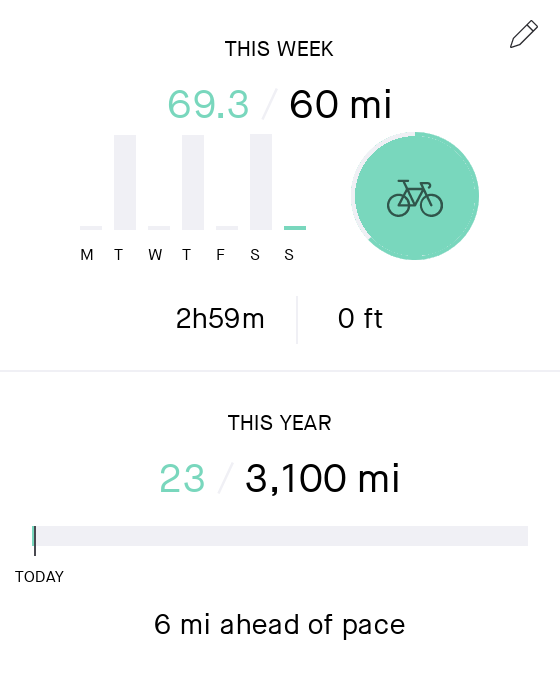 THIS WEEK
69.3 / 60 mi
M T W T F S S
2h59m 0 ft
THIS YEAR
23 / 3,100 mi
TODAY
6 mi ahead of pace